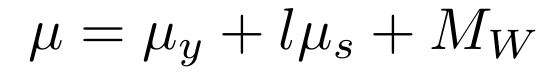 μ = μ_y + lμ_s + M_W